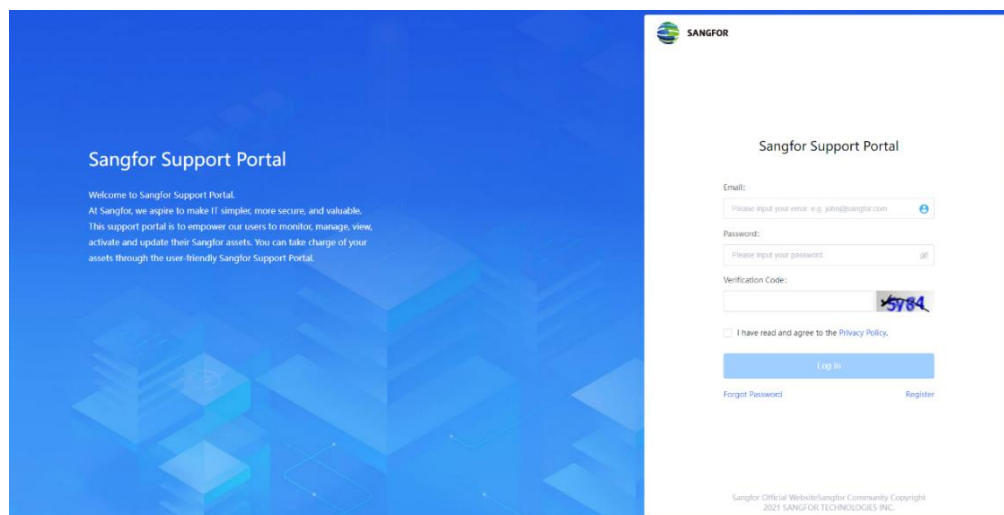 SANGFOR
Sangfor Support Portal
Welcome to Sangfor Support Portal.
At Sangfor, we aspire to make IT simpler, more secure, and valuable.
This support portal is to empower our users to monitor, manage, view,
activate and update their Sangfor assets. You can take charge of your
assets through the user-friendly Sangfor Support Portal.
Sangfor Support Portal
Email:
Please input your email. e.g. john@sangfor.com
Password:
Please input your password.
Verification Code:
I have read and agree to the Privacy Policy.
Log In
Forgot Password
Register
Sangfor Official WebsiteSangfor Community Copyright
2021 SANGFOR TECHNOLOGIES INC.